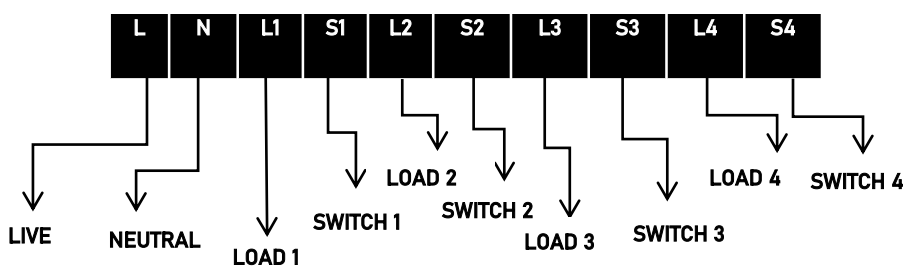 L N L1 S1 L2 S2 L3 S3 L4 S4
LOAD 2
LOAD 4
SWITCH 4
SWITCH 1
SWITCH 2
LIVE
NEUTRAL
LOAD 3
SWITCH 3
LOAD 1